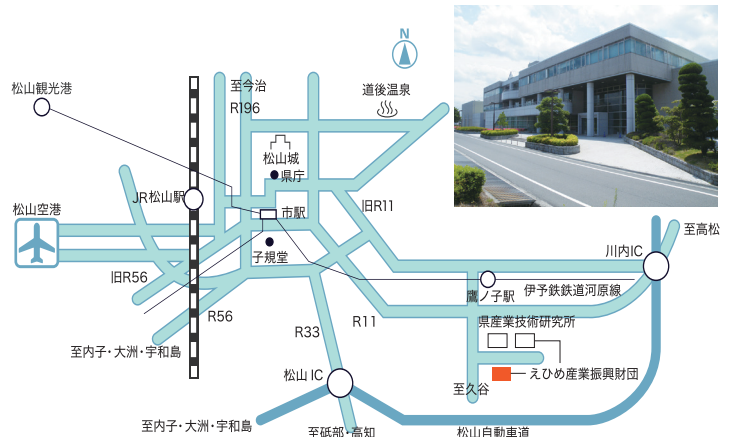 N
松山観光港
至今治
R196
道後温泉
松山城
県庁
JR松山駅
市駅
旧R11
松山空港
子規堂
旧R56
至高松
川内IC
鷹ノ子駅
伊予鉄鉄道河原線
R56
R33
R11
県産業技術研究所
至内子・大洲・宇和島
松山 IC
えひめ産業振興財団
至久谷
至内子・大洲・宇和島
至砥部・高知
松山自動車道